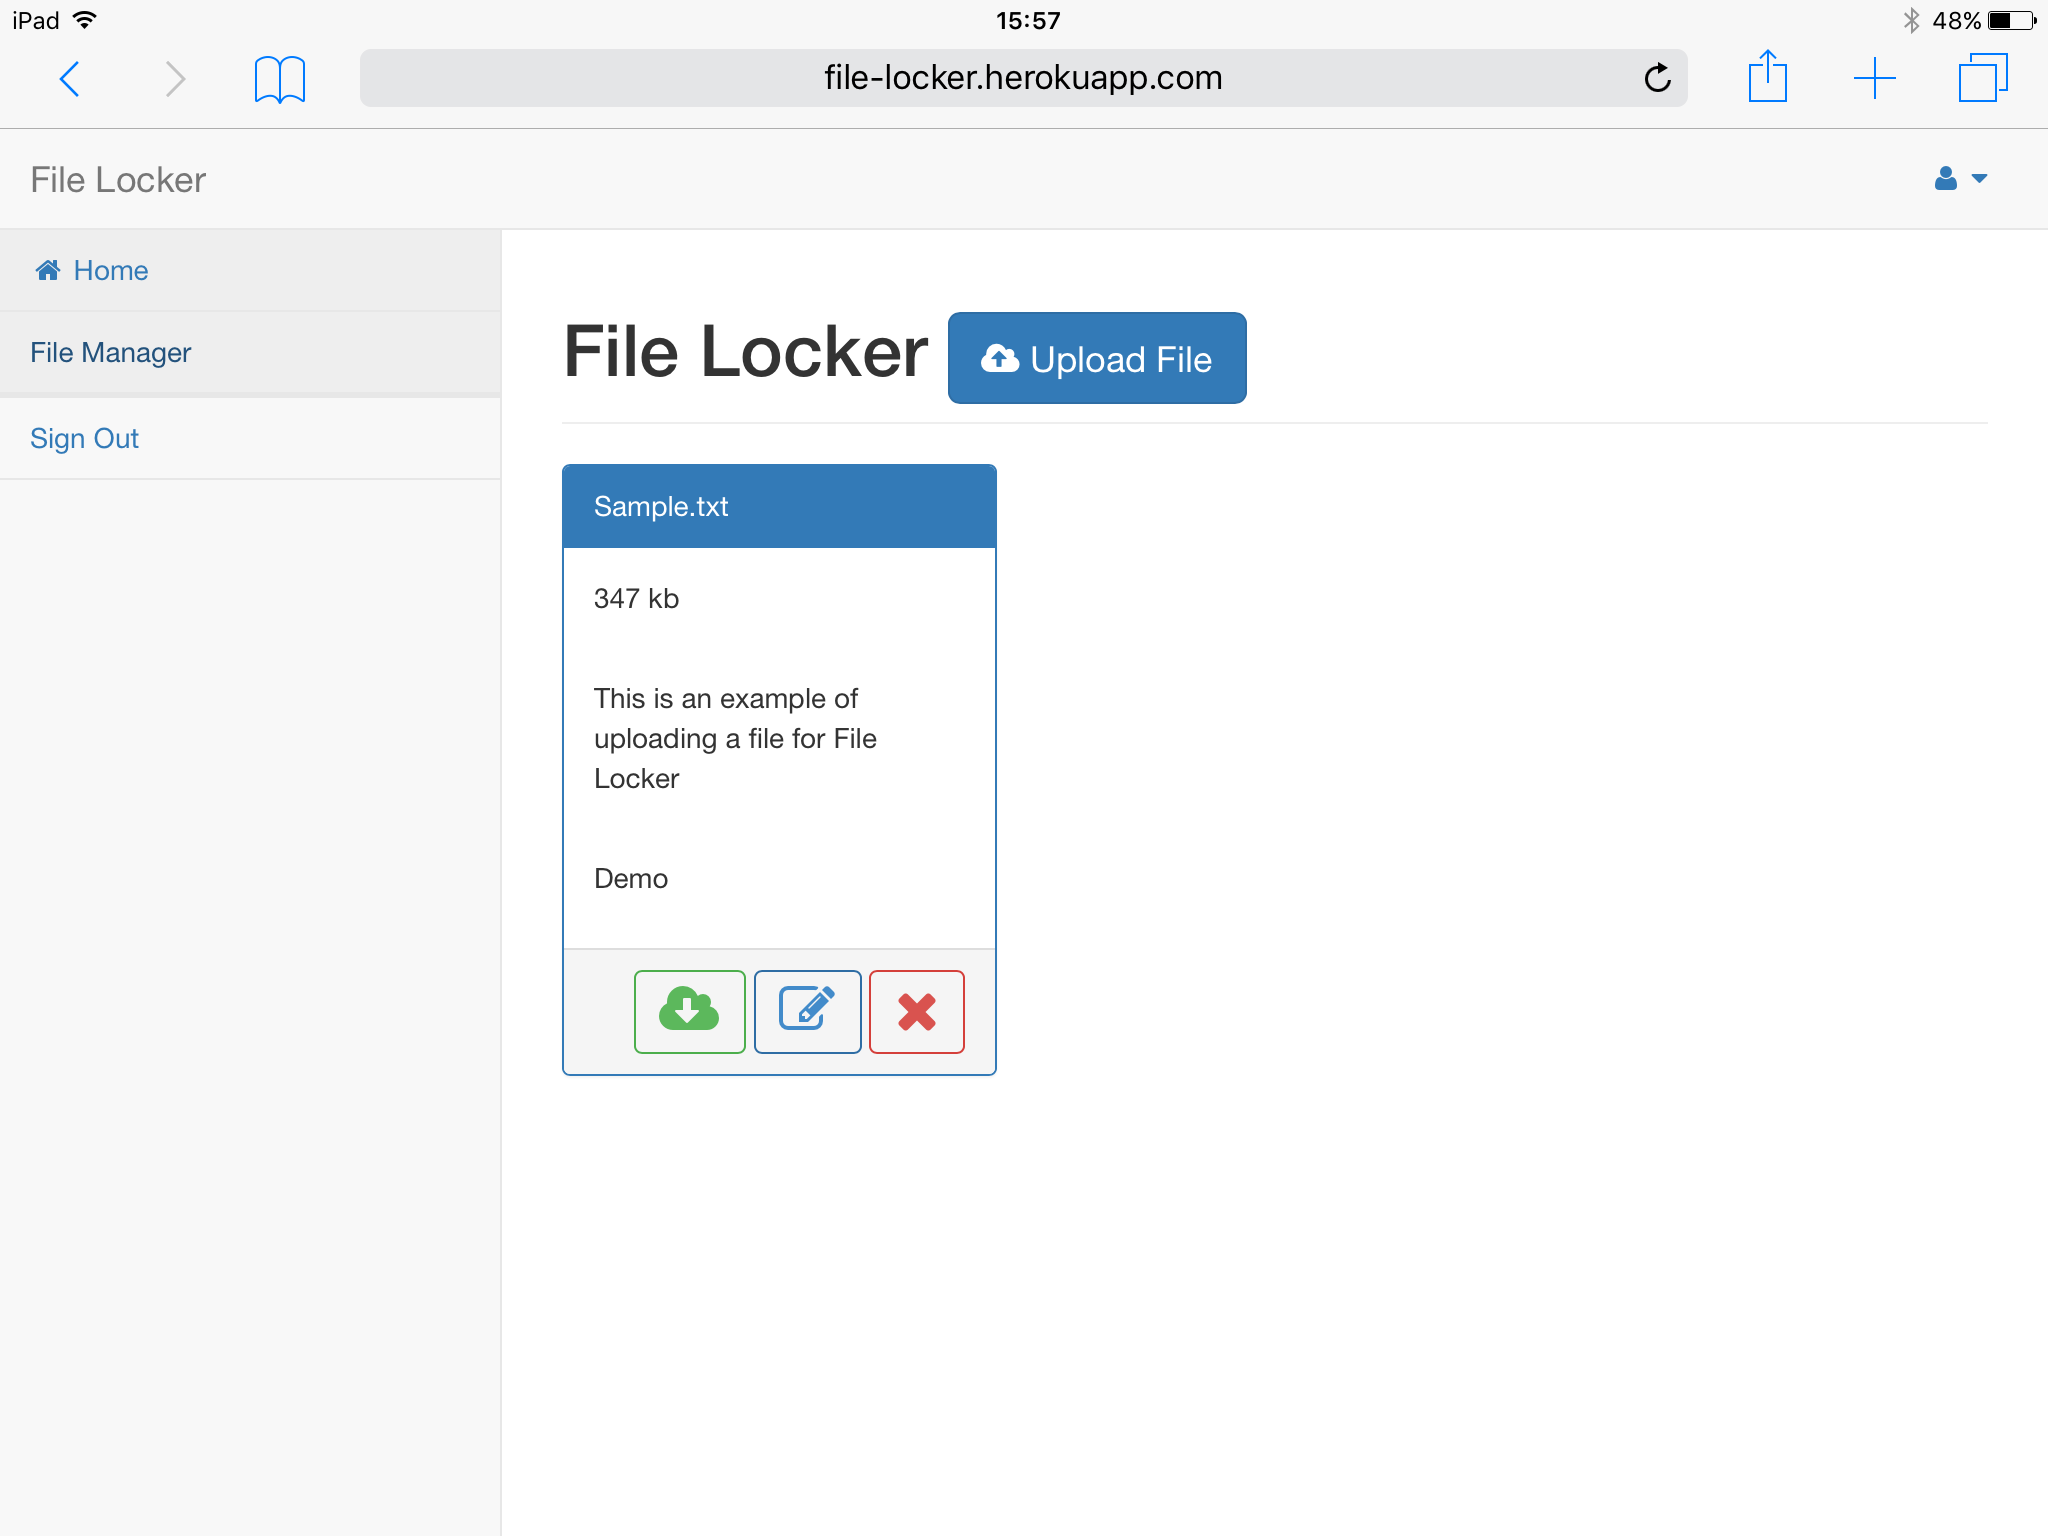 iPad 15:57 48%
file-locker.herokuapp.com
File Locker
Home
File Manager
Sign Out
File Locker Upload File
Sample.txt
347 kb
This is an example of
uploading a file for File
Locker
Demo